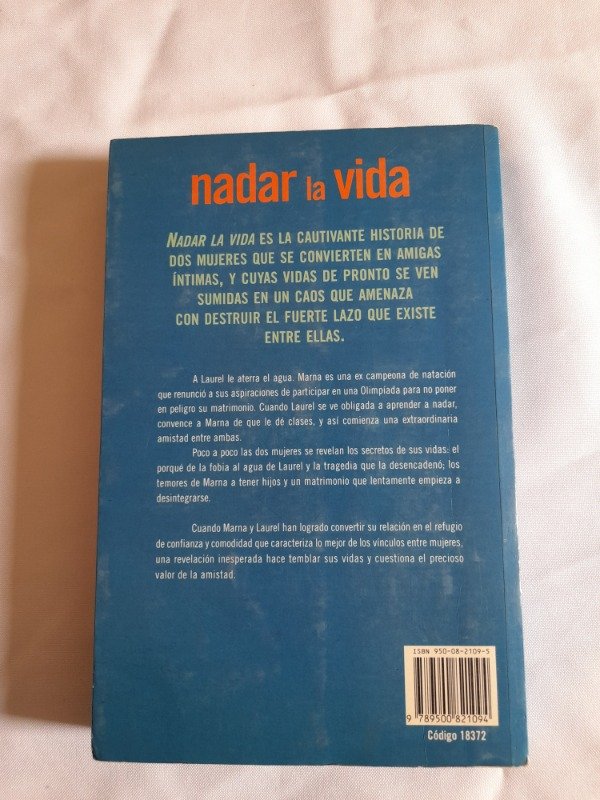 nadar la vida
NADAR LA VIDA ES LA CAUTIVANTE HISTORIA DE
DOS MUJERES QUE SE CONVIERTEN EN AMIGAS
ÍNTIMAS, Y CUYAS VIDAS DE PRONTO SE VEN
SUMIDAS EN UN CAOS QUE AMENAZA
CON DESTRUIR EL FUERTE LAZO QUE EXISTE
ENTRE ELLAS.
A Laurel le aterra el agua. Marna es una ex campeona de natación
que renunció a sus aspiraciones de participar en una Olimpíada para no poner
en peligro su matrimonio. Cuando Laurel se ve obligada a aprender a nadar,
convence a Marna de que le dé clases, y así comienza una extraordinaria
amistad entre ambas.
Poco a poco las dos mujeres se revelan los secretos de sus vidas: el
porqué de la fobia al agua de Laurel y la tragedia que la desencadenó; los
temores de Marna a tener hijos y un matrimonio que lentamente empieza a
desintegrarse.
Cuando Marna y Laurel han logrado convertir su relación en el refugio
de confianza y comodidad que caracteriza lo mejor de los vínculos entre mujeres,
una revelación inesperada hace temblar sus vidas y cuestiona el precioso
valor de la amistad.
ISBN 950-08-2109-5
9 789500 821094
Código 18372